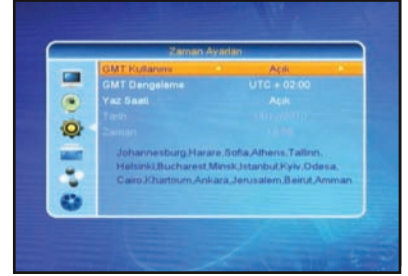 Zaman Ayarları
GMT Kullanımı Açık
GMT Dengeleme UTC + 02:00
Yaz Saati Açık
Tarih
Zaman
Johannesburg,Harare,Sofia,Athens,Tallinn,
Helsinki,Bucharest,Minsk,Istanbul,Kyiv,Odesa,
Cairo,Khartoum,Ankara,Jerusalem,Beirut,Amman